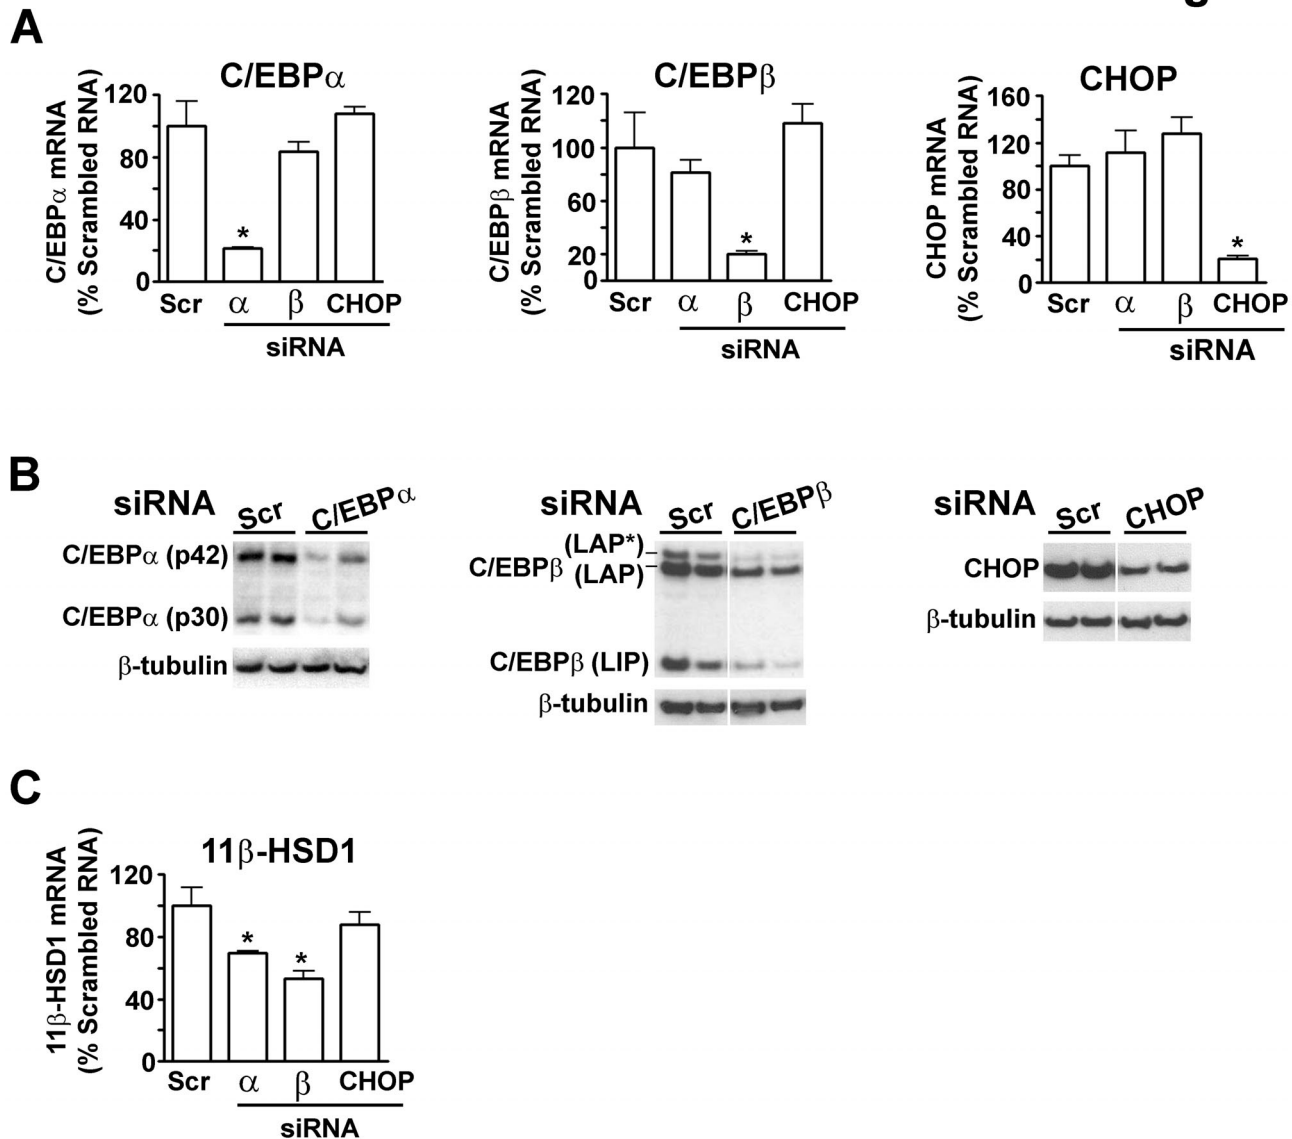 A
C/EBPα
C/EBPα mRNA
(% Scrambled RNA)
120
80
40
0
*
Scr α β CHOP
siRNA
C/EBPβ
C/EBPβ mRNA
(% Scrambled RNA)
120
100
60
20
0
*
Scr α β CHOP
siRNA
CHOP
CHOP mRNA
(% Scrambled RNA)
160
120
80
40
0
*
Scr α β CHOP
siRNA
B
siRNA Scr C/EBPα
C/EBPα (p42)
C/EBPα (p30)
β-tubulin
siRNA Scr C/EBPβ
(LAP*)
C/EBPβ
(LAP)
C/EBPβ (LIP)
β-tubulin
siRNA Scr CHOP
CHOP
β-tubulin
C
11β-HSD1
11β-HSD1 mRNA
(% Scrambled RNA)
120
80
40
0
* *
Scr α β CHOP
siRNA